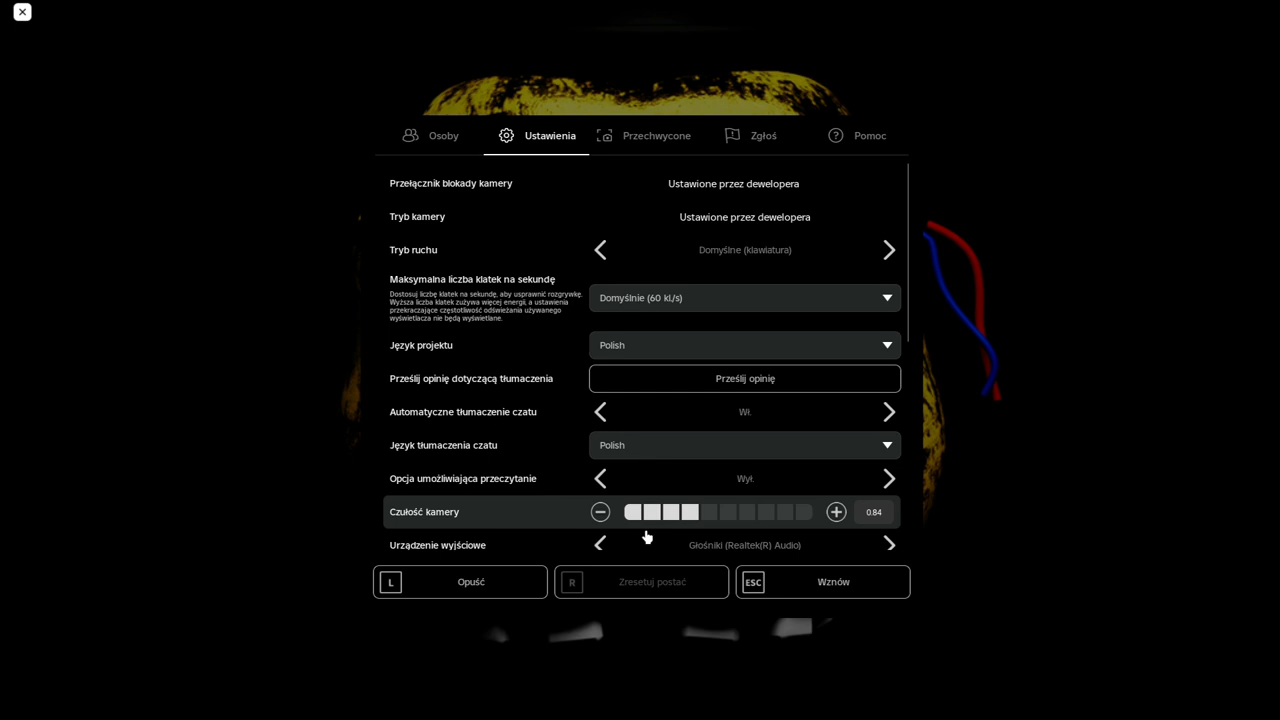 Osoby
Ustawienia
Przechwycone
Zgłoś
Pomoc
Przełącznik blokady kamery
Ustawione przez dewelopera
Tryb kamery
Ustawione przez dewelopera
Tryb ruchu
Domyślne (klawiatura)
Maksymalna liczba klatek na sekundę
Dostosuj liczbę klatek na sekundę, aby usprawnić rozgrywkę.
Wyższa liczba klatek zużywa więcej energii, a ustawienia
przekraczające częstotliwość odświeżania używanego
wyświetlacza nie będą wyświetlane.
Domyślnie (60 kl./s)
Język projektu
Polish
Prześlij opinię dotyczącą tłumaczenia
Prześlij opinię
Automatyczne tłumaczenie czatu
Wł.
Język tłumaczenia czatu
Polish
Opcja umożliwiająca przeczytanie
Wył.
Czułość kamery
0.84
Urządzenie wyjściowe
Głośniki (Realtek(R) Audio)
L
Opuść
R
Zresetuj postać
ESC
Wznów